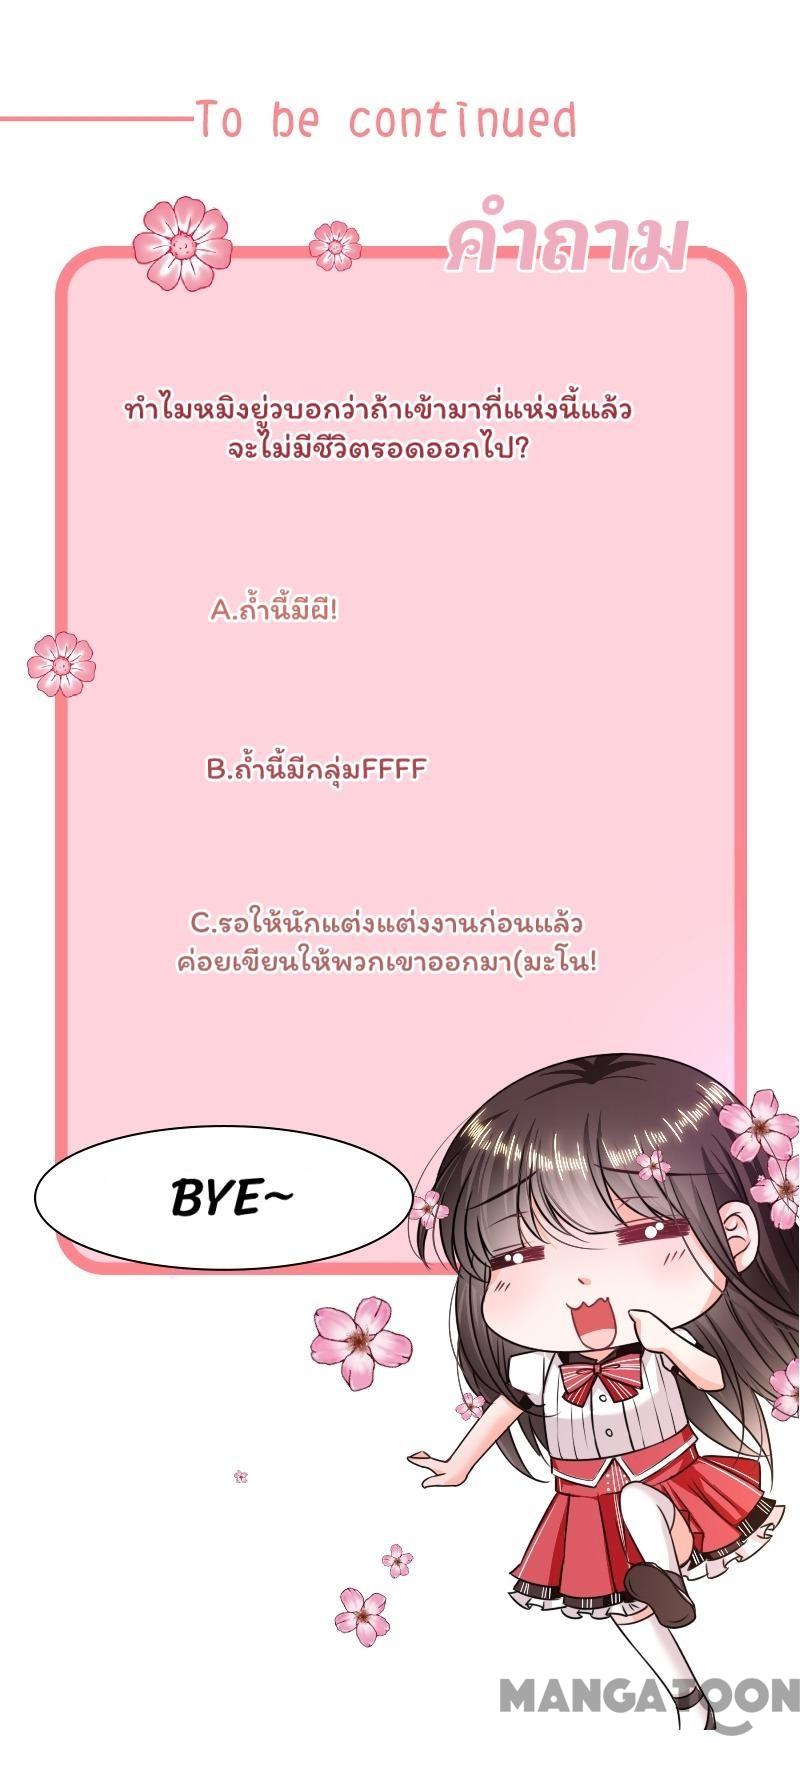 To be continued
คำถาม
ทำไมหมิงยู่วบอกว่าถ้าเข้ามาที่แห่งนี้แล้ว
จะไม่มีชีวิตรอดออกไป?
A.ถ้ำนี้มีผี!
B.ถ้ำนี้มีกลุ่มFFFF
C.รอให้นักแต่งแต่งงานก่อนแล้ว
ค่อยเขียนให้พวกเขาออกมา(มะโน!
BYE~
MANGATOON